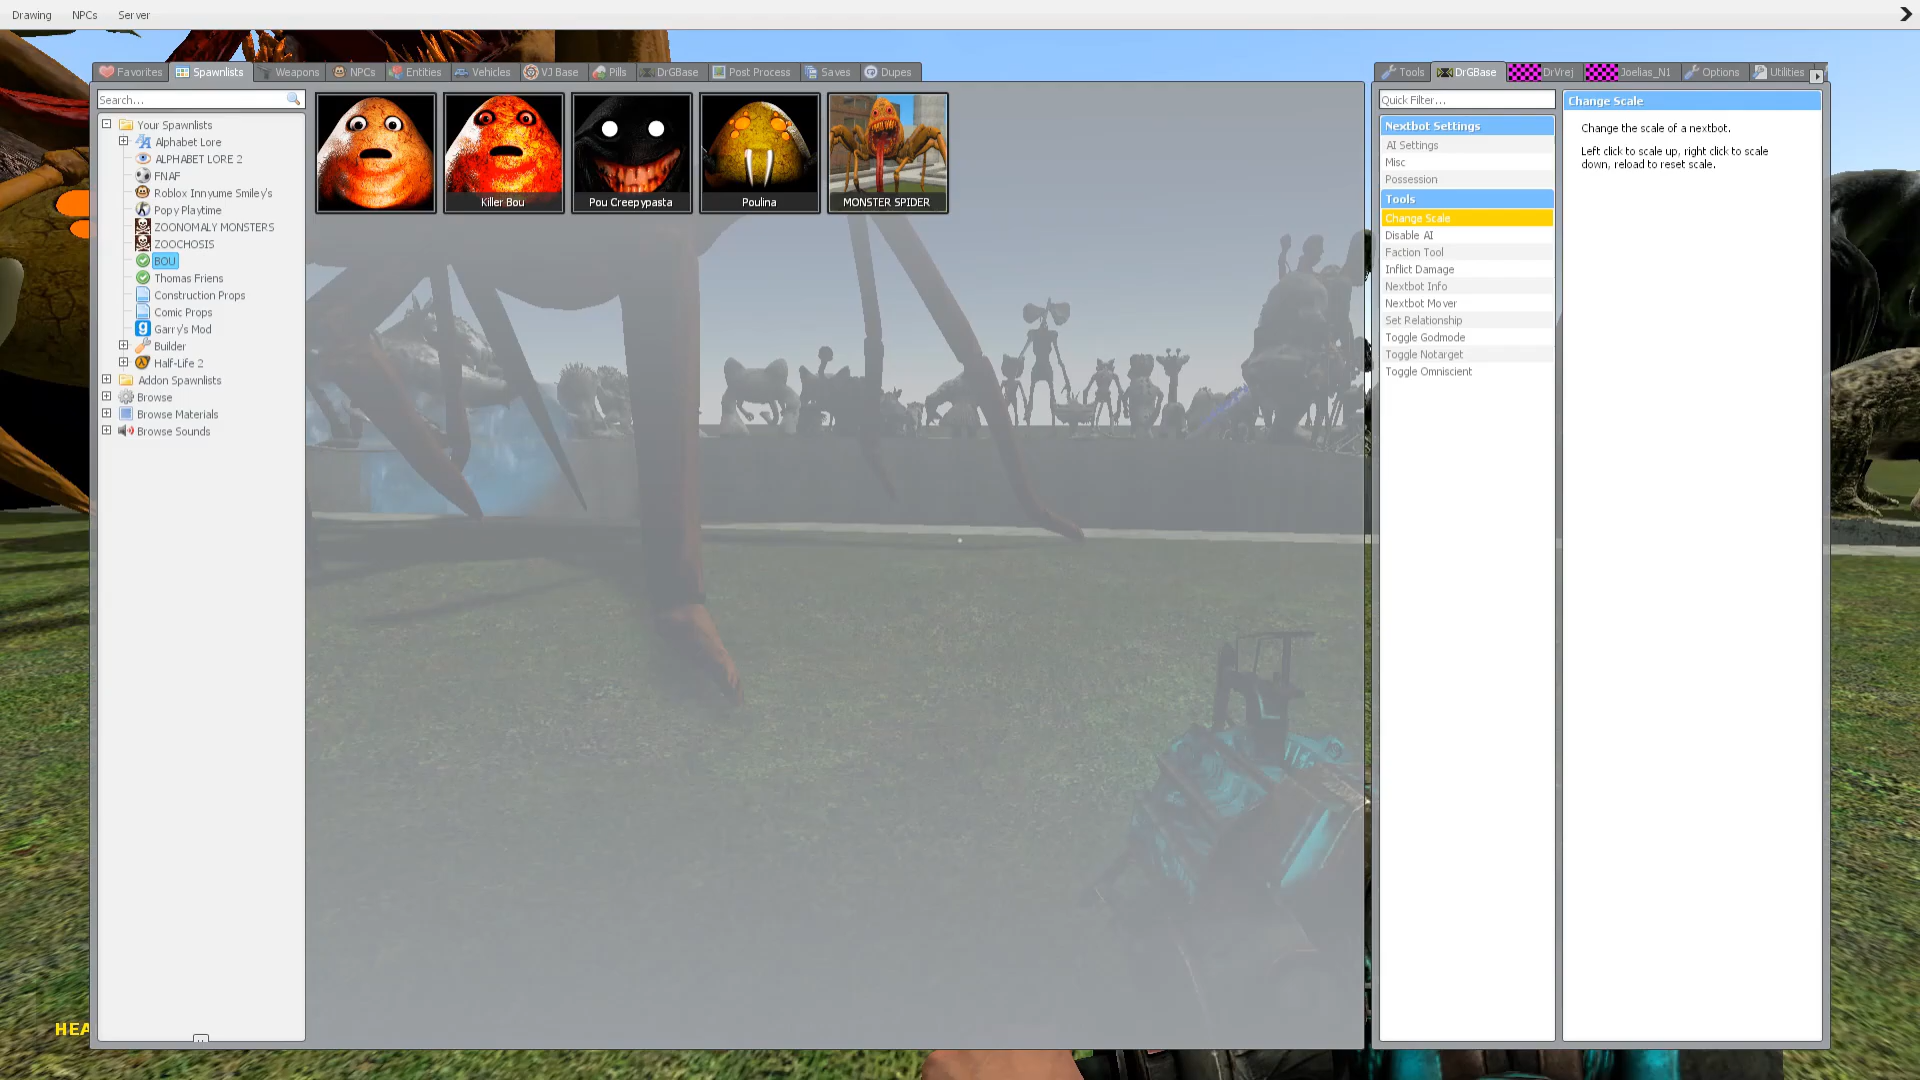 Drawing NPCs Server
Favorites Spawnlists Weapons NPCs Entities Vehicles VJ Base Pills DrGBase Post Process Saves Dupes
Search...
Your Spawnlists
Alphabet Lore
ALPHABET LORE 2
FNAF
Roblox Innyume Smiley's
Popy Playtime
ZOONOMALY MONSTERS
ZOOCHOSIS
BOU
Thomas Friens
Construction Props
Comic Props
Garry's Mod
Builder
Half-Life 2
Addon Spawnlists
Browse
Browse Materials
Browse Sounds
Killer Bou
Pou Creepypasta
Poulina
MONSTER SPIDER
Tools DrGBase DrVrej Joelias_N1 Options Utilities
Quick Filter...
Nextbot Settings
AI Settings
Misc
Possession
Tools
Change Scale
Disable AI
Faction Tool
Inflict Damage
Nextbot Info
Nextbot Mover
Set Relationship
Toggle Godmode
Toggle Notarget
Toggle Omniscient
Change Scale
Change the scale of a nextbot.
Left click to scale up, right click to scale
down, reload to reset scale.
HEA